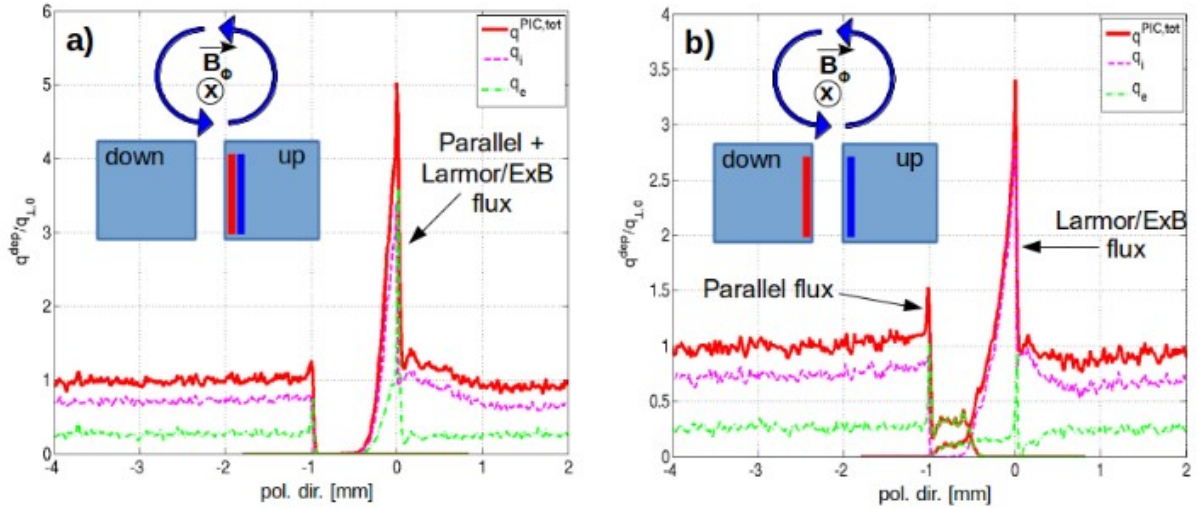 a)
B
Φ
X
down
up
q^PIC,tot
q_i
q_e
Parallel +
Larmor/ExB
flux
q^dep/q_⊥,0
6
5
4
3
2
1
0
-4
-3
-2
-1
0
1
2
pol. dir. [mm]
b)
B
Φ
X
down
up
q^PIC,tot
q_i
q_e
Larmor/ExB
flux
Parallel flux
q^dep/q_⊥,0
4
3.5
3
2.5
2
1.5
1
0.5
0
-4
-3
-2
-1
0
1
2
pol. dir. [mm]